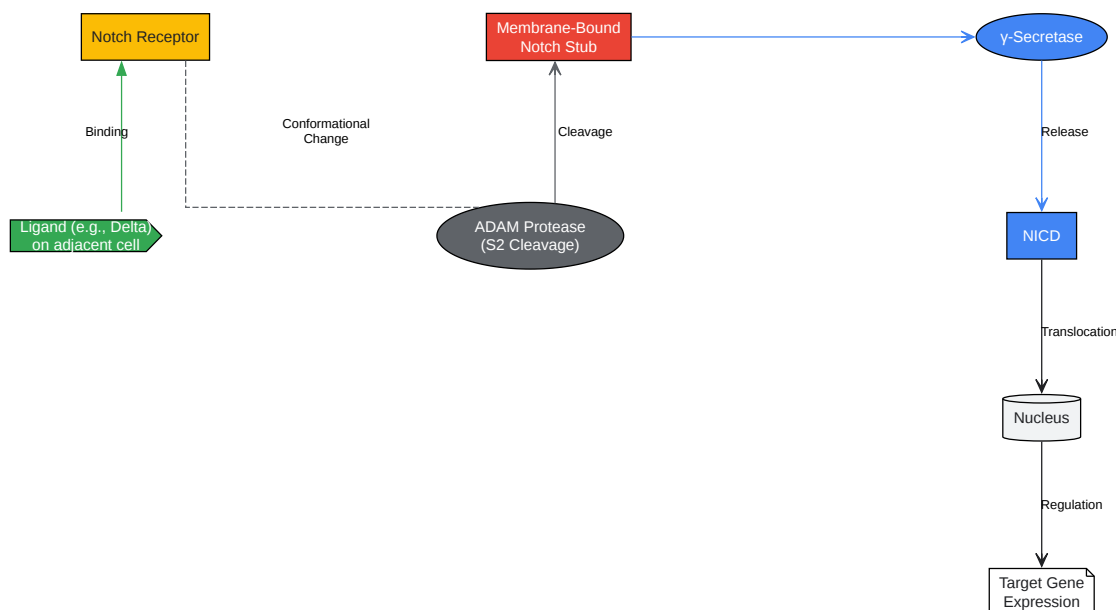 Notch Receptor
Membrane-Bound
Notch Stub
γ-Secretase
Binding
Conformational
Change
Cleavage
Release
Ligand (e.g., Delta)
on adjacent cell
ADAM Protease
(S2 Cleavage)
NICD
Translocation
Nucleus
Regulation
Target Gene
Expression